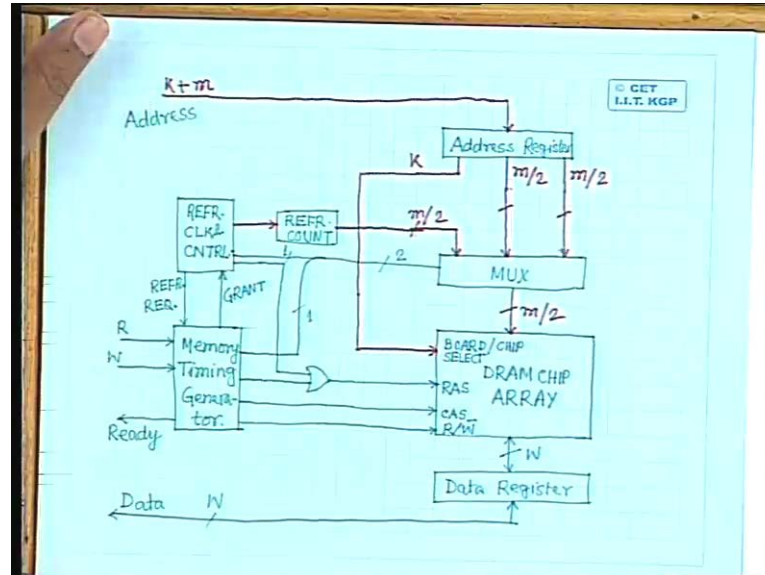 K+m
Address
© CET
I.I.T. KGP
Address Register
K
m/2
m/2
REFR.
CLK &
CNTRL
REFR.
COUNT
m/2
1
2
MUX
REFR.
REQ.
GRANT
1
m/2
R
W
Memory
Timing
Genera-
tor.
BOARD/CHIP
SELECT
DRAM CHIP
ARRAY
RAS
CAS
R/W̅
Ready
W
Data Register
Data W